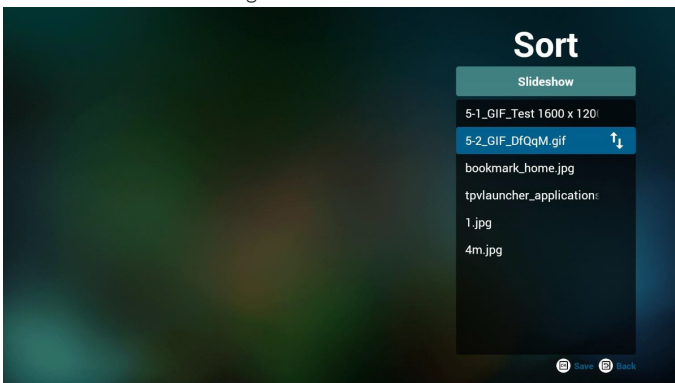 Sort
Slideshow
5-1_GIF_Test 1600 x 120
5-2_GIF_DfQqM.gif
bookmark_home.jpg
tpvlauncher_application
1.jpg
4m.jpg
Save Back